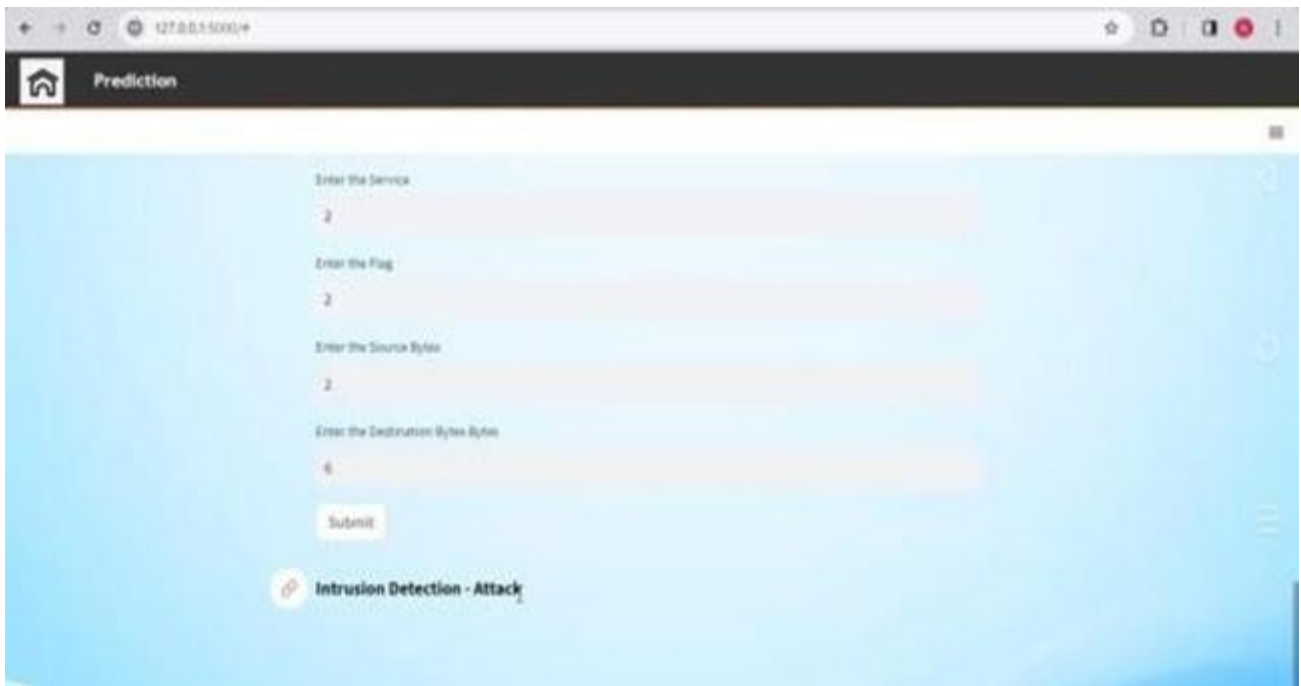 127.0.0.1:5000/#
Prediction
Enter the Service
2
Enter the Flag
2
Enter the Source Bytes
2
Enter the Destination Bytes Bytes
6
Submit
Intrusion Detection - Attack